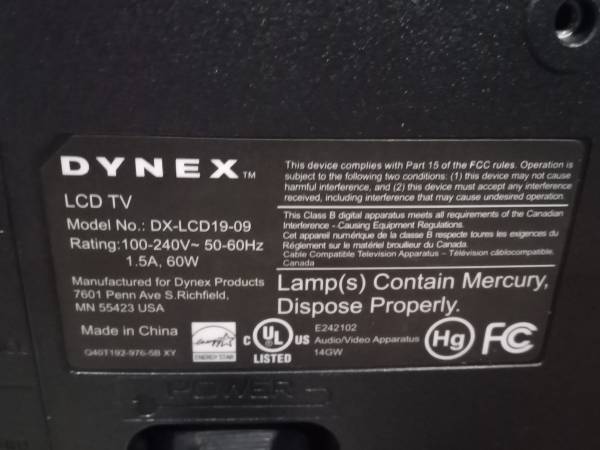 DYNEX™
LCD TV
Model No.: DX-LCD19-09
Rating:100-240V~ 50-60Hz
1.5A, 60W
Manufactured for Dynex Products
7601 Penn Ave S.Richfield,
MN 55423 USA
Made in China
ENERGY STAR
Q40T192-976-5B XY
This device complies with Part 15 of the FCC rules. Operation is
subject to the following two conditions: (1) this device may not cause
harmful interference, and (2) this device must accept any interference
received, including interference that may cause undesired operation.
This Class B digital apparatus meets all requirements of the Canadian
Interference - Causing Equipment Regulations.
Cet appareil numérique de la classe B respecte toures les exigences du
Réglement sur le matériel brouilleur du Canada.
Cable Compatible Television Apparatus – Télévision câblocompatible,
Canada
Lamp(s) Contain Mercury,
Dispose Properly.
c UL US
LISTED
E242102
Audio/Video Apparatus
14GW
Hg
FC
POWER